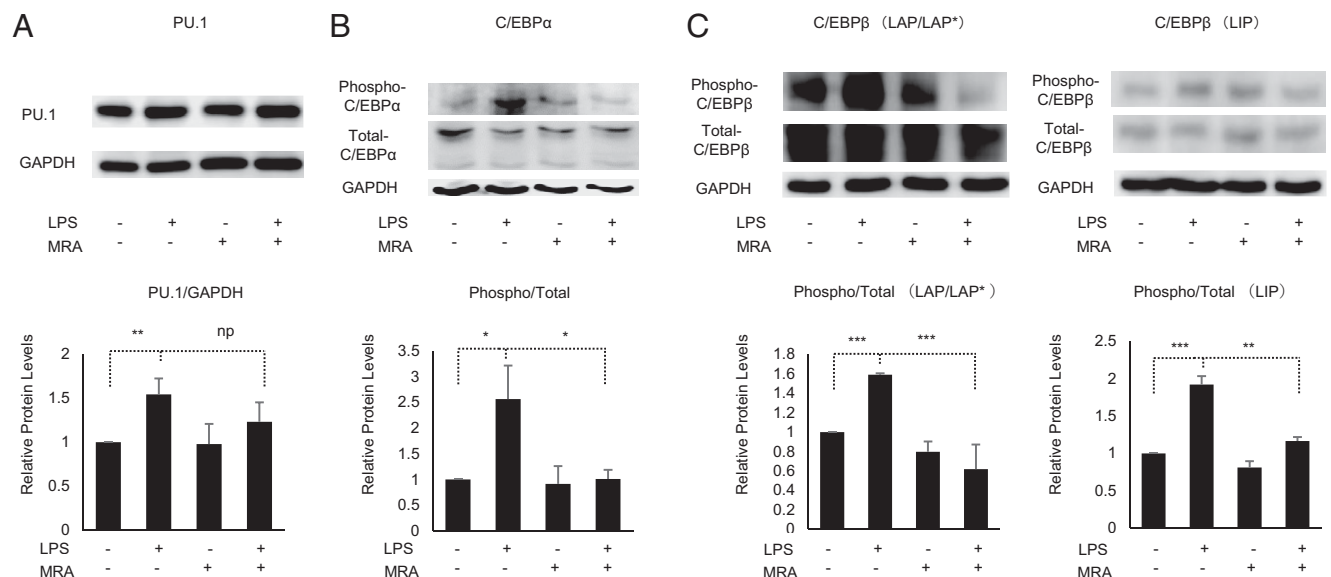 A
PU.1
PU.1
GAPDH
LPS - + - +
MRA - - + +
PU.1/GAPDH
** np
Relative Protein Levels
2
1.5
1
0.5
0
LPS - + - +
MRA - - + +
B
C/EBPα
Phospho-
C/EBPα
Total-
C/EBPα
GAPDH
LPS - + - +
MRA - - + +
Phospho/Total
* *
Relative Protein Levels
3.5
3
2.5
2
1.5
1
0.5
0
LPS - + - +
MRA - - + +
C
C/EBPβ （LAP/LAP*）
Phospho-
C/EBPβ
Total-
C/EBPβ
GAPDH
LPS - + - +
MRA - - + +
Phospho/Total （LAP/LAP* ）
*** ***
Relative Protein Levels
1.8
1.6
1.4
1.2
1
0.8
0.6
0.4
0.2
0
LPS - + - +
MRA - - + +
C/EBPβ （LIP）
Phospho-
C/EBPβ
Total-
C/EBPβ
GAPDH
- + - +
- - + +
Phospho/Total （LIP）
*** **
Relative Protein Levels
2.5
2
1.5
1
0.5
0
LPS - + - +
MRA - - + +